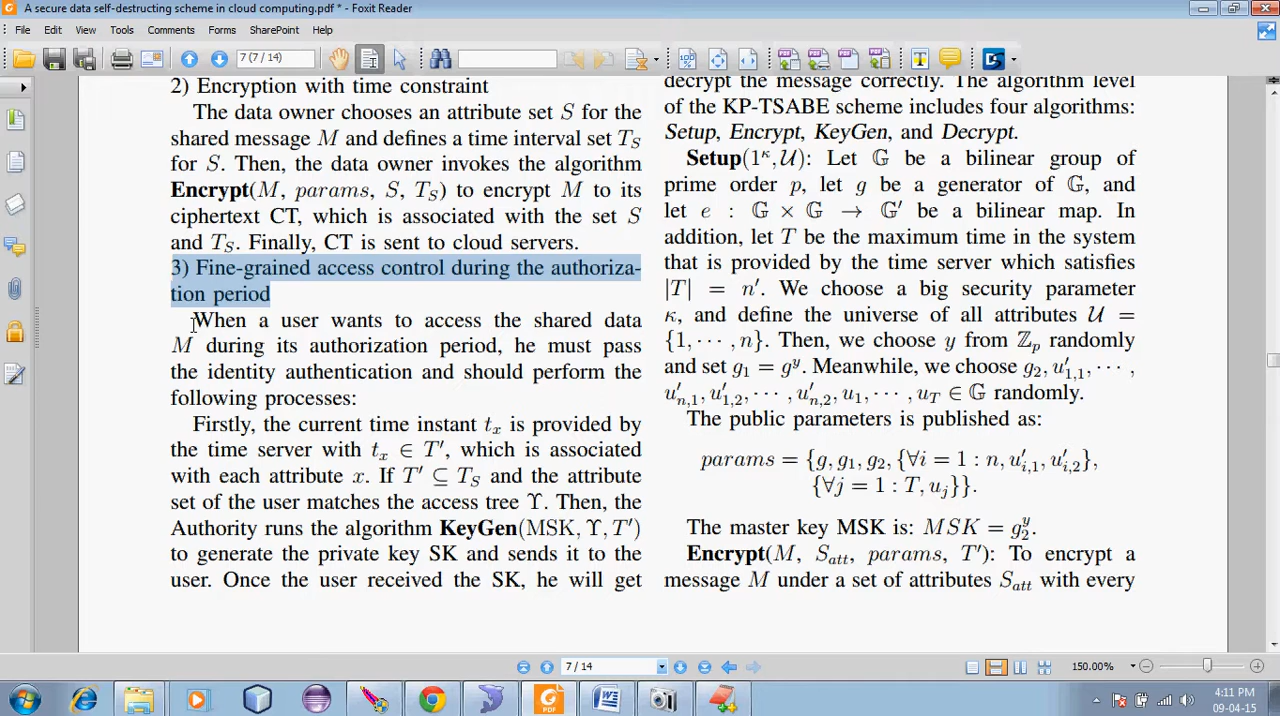 A secure data self-destructing scheme in cloud computing.pdf * - Foxit Reader
File Edit View Tools Comments Forms SharePoint Help
7 (7 / 14)
2) Encryption with time constraint
The data owner chooses an attribute set S for the
shared message M and defines a time interval set T_S
for S. Then, the data owner invokes the algorithm
Encrypt(M, params, S, T_S) to encrypt M to its
ciphertext CT, which is associated with the set S
and T_S. Finally, CT is sent to cloud servers.
3) Fine-grained access control during the authoriza-
tion period
When a user wants to access the shared data
M during its authorization period, he must pass
the identity authentication and should perform the
following processes:
Firstly, the current time instant t_x is provided by
the time server with t_x ∈ T′, which is associated
with each attribute x. If T′ ⊆ T_S and the attribute
set of the user matches the access tree ϒ. Then, the
Authority runs the algorithm KeyGen(MSK, ϒ, T′)
to generate the private key SK and sends it to the
user. Once the user received the SK, he will get
decrypt the message correctly. The algorithm level
of the KP-TSABE scheme includes four algorithms:
Setup, Encrypt, KeyGen, and Decrypt.
Setup(1^κ, 𝒰): Let 𝔾 be a bilinear group of
prime order p, let g be a generator of 𝔾, and
let e : 𝔾 × 𝔾 → 𝔾′ be a bilinear map. In
addition, let T be the maximum time in the system
that is provided by the time server which satisfies
|T| = n′. We choose a big security parameter
κ, and define the universe of all attributes 𝒰 =
{1, ⋯, n}. Then, we choose y from ℤ_p randomly
and set g_1 = g^y. Meanwhile, we choose g_2, u′_{1,1}, ⋯,
u′_{n,1}, u′_{1,2}, ⋯, u′_{n,2}, u_1, ⋯, u_T ∈ 𝔾 randomly.
The public parameters is published as:
params = {g, g_1, g_2, {∀i = 1 : n, u′_{i,1}, u′_{i,2}},
{∀j = 1 : T, u_j}}.
The master key MSK is: MSK = g_2^y.
Encrypt(M, S_att, params, T′): To encrypt a
message M under a set of attributes S_att with every
7 / 14
150.00%
4:11 PM
09-04-15